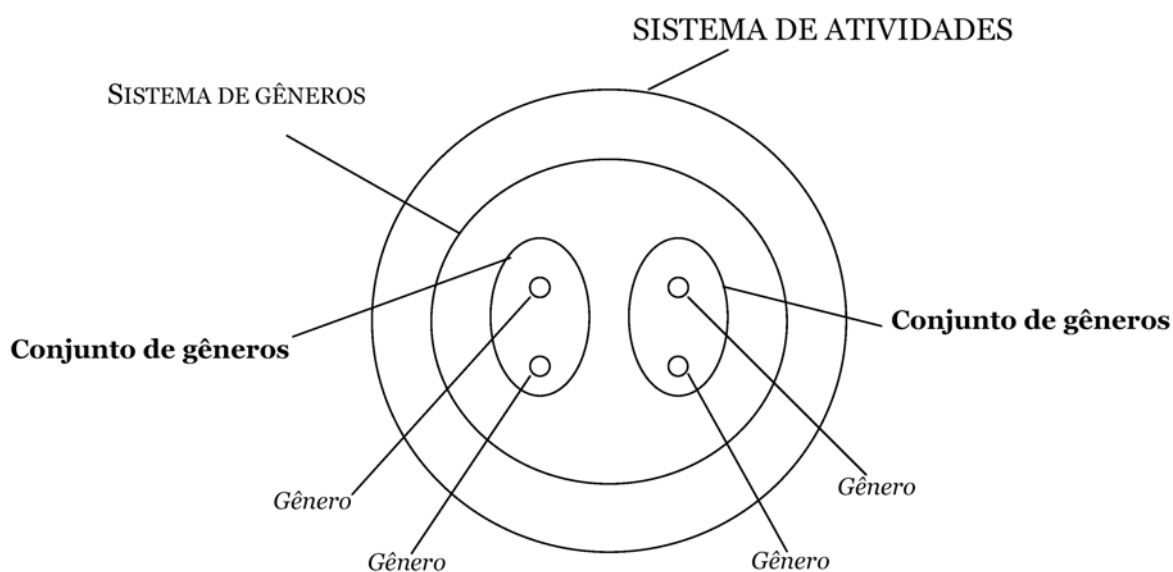 SISTEMA DE ATIVIDADES
SISTEMA DE GÊNEROS
Conjunto de gêneros
Conjunto de gêneros
Gênero
Gênero
Gênero
Gênero